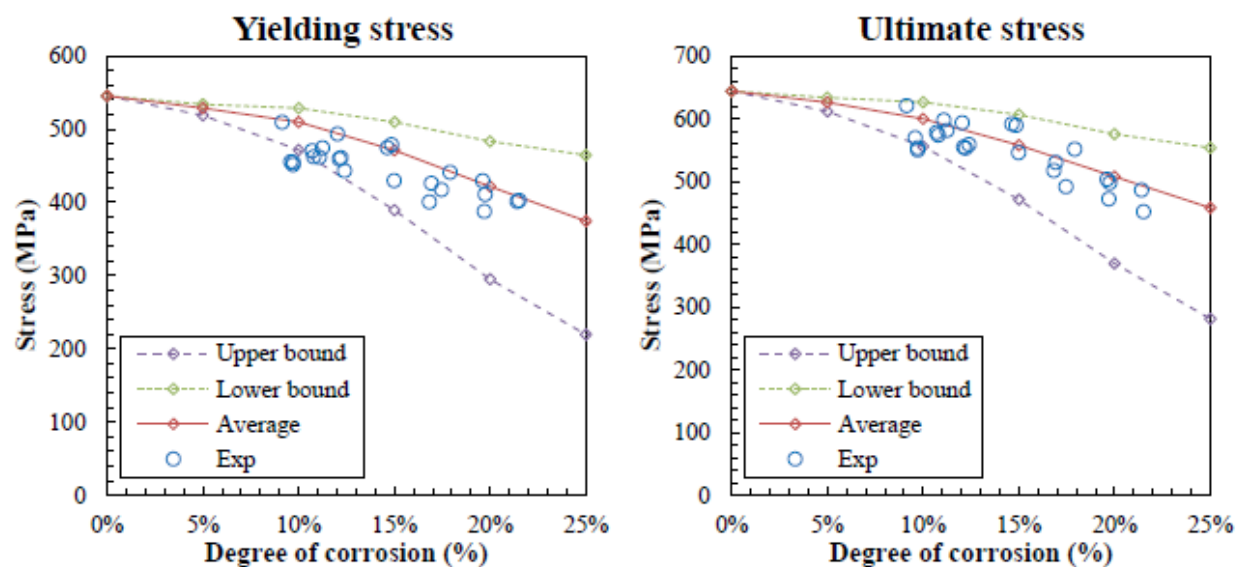 Yielding stress
600
500
400
300
200
100
0
Stress (MPa)
Upper bound
Lower bound
Average
Exp
0% 5% 10% 15% 20% 25%
Degree of corrosion (%)
Ultimate stress
700
600
500
400
300
200
100
0
Stress (MPa)
Upper bound
Lower bound
Average
Exp
0% 5% 10% 15% 20% 25%
Degree of corrosion (%)